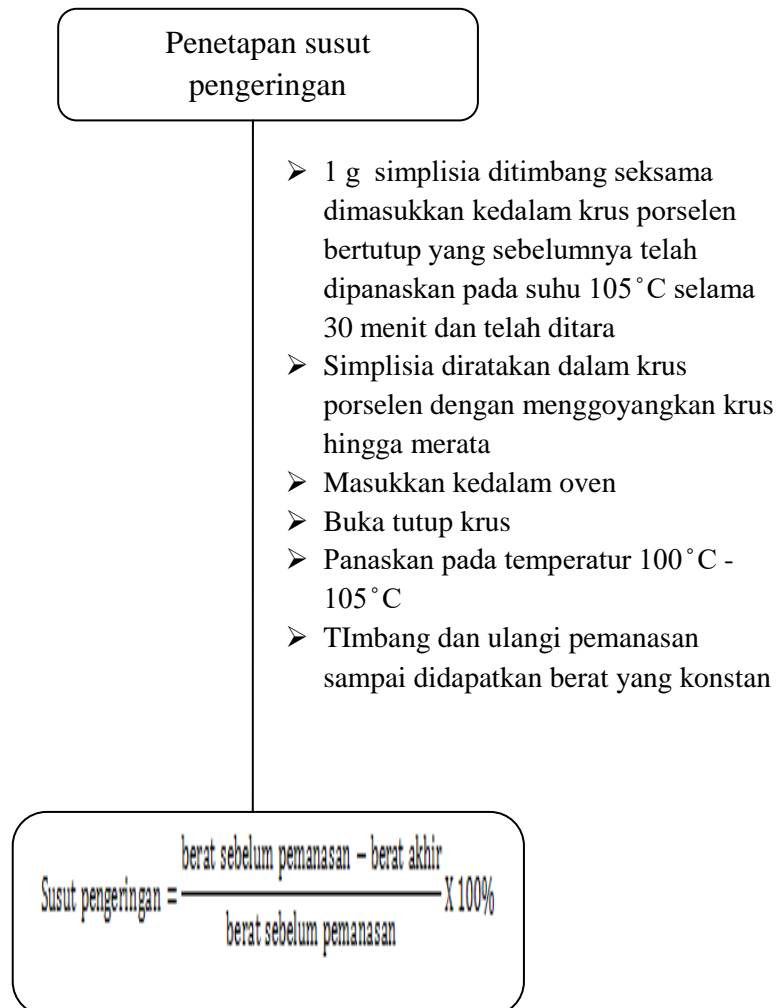 Penetapan susut
pengeringan
➢ 1 g simplisia ditimbang seksama
dimasukkan kedalam krus porselen
bertutup yang sebelumnya telah
dipanaskan pada suhu 105˚C selama
30 menit dan telah ditara
➢ Simplisia diratakan dalam krus
porselen dengan menggoyangkan krus
hingga merata
➢ Masukkan kedalam oven
➢ Buka tutup krus
➢ Panaskan pada temperatur 100˚C -
105˚C
➢ TImbang dan ulangi pemanasan
sampai didapatkan berat yang konstan
berat sebelum pemanasan – berat akhir
Susut pengeringan = X 100%
berat sebelum pemanasan